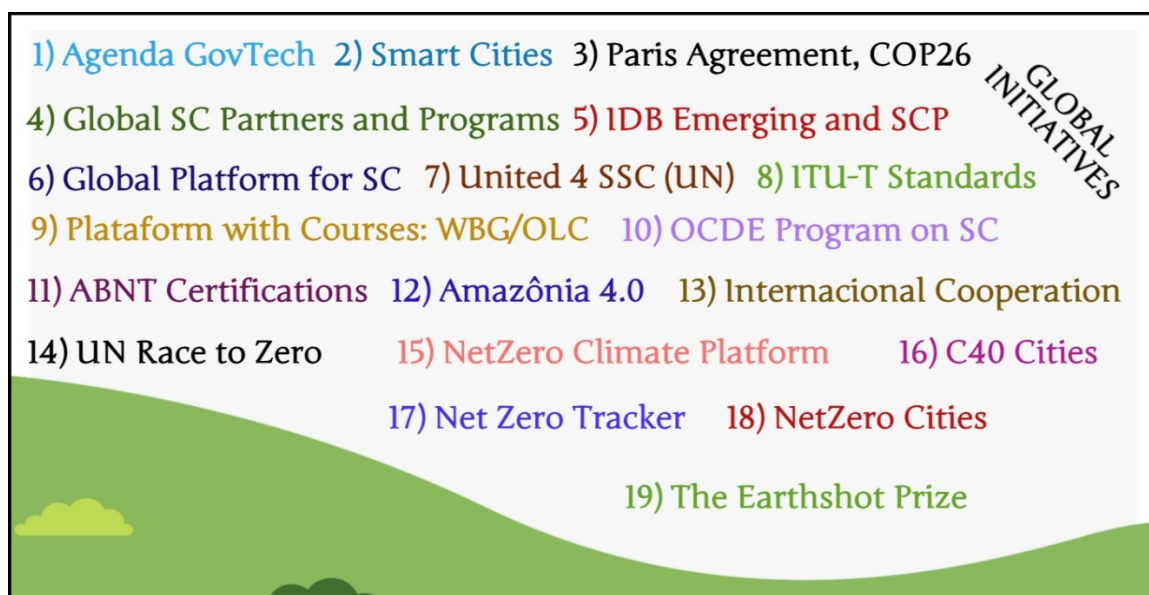 1) Agenda GovTech 2) Smart Cities 3) Paris Agreement, COP26
GLOBAL
INITIATIVES
4) Global SC Partners and Programs 5) IDB Emerging and SCP
6) Global Platform for SC 7) United 4 SSC (UN) 8) ITU-T Standards
9) Plataform with Courses: WBG/OLC 10) OCDE Program on SC
11) ABNT Certifications 12) Amazônia 4.0 13) Internacional Cooperation
14) UN Race to Zero 15) NetZero Climate Platform 16) C40 Cities
17) Net Zero Tracker 18) NetZero Cities
19) The Earthshot Prize